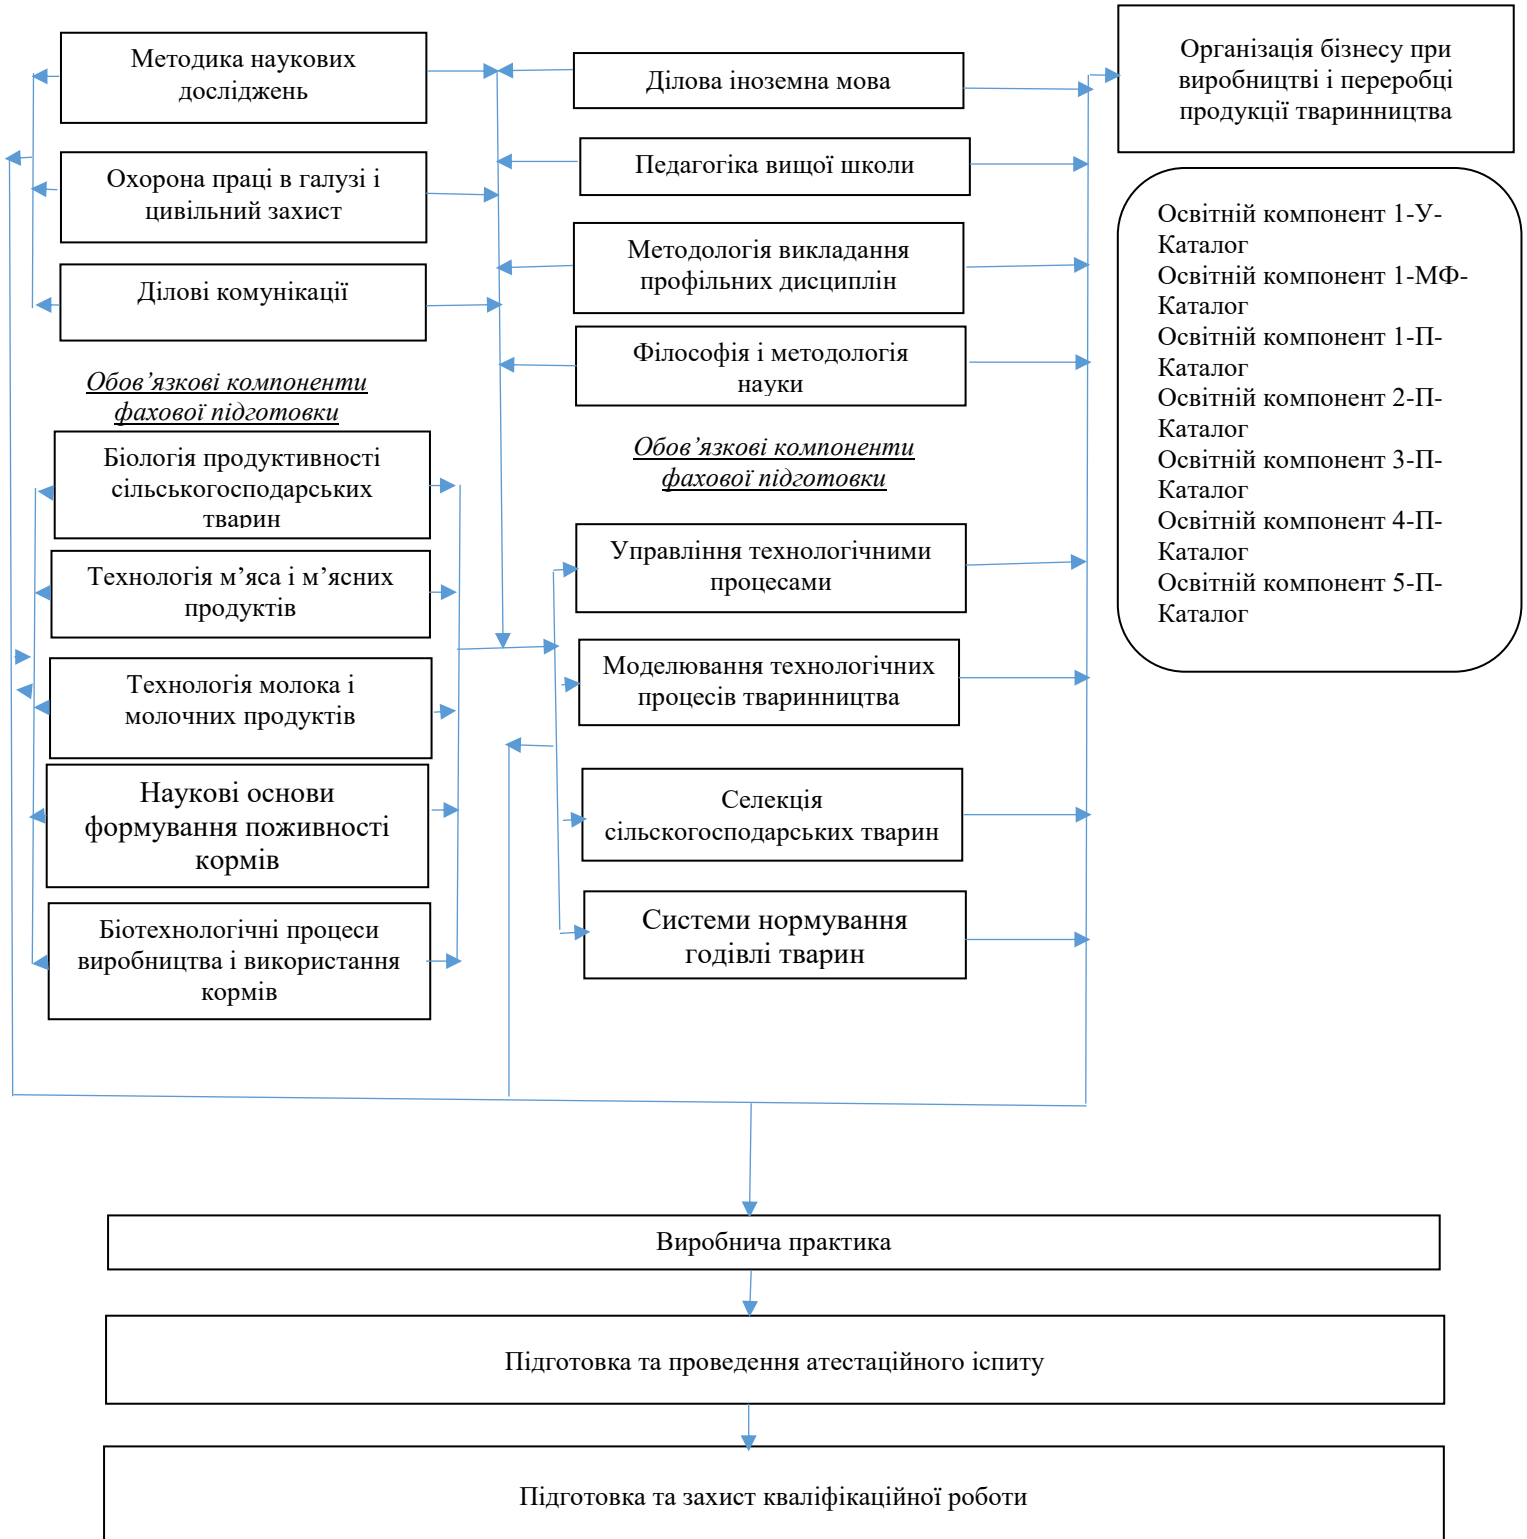 Методика наукових
досліджень
Охорона праці в галузі і
цивільний захист
Ділові комунікації
Обов’язкові компоненти
фахової підготовки
Біологія продуктивності
сільськогосподарських
тварин
Технологія м’яса і м’ясних
продуктів
Технологія молока і
молочних продуктів
Наукові основи
формування поживності
кормів
Біотехнологічні процеси
виробництва і використання
кормів
Ділова іноземна мова
Педагогіка вищої школи
Методологія викладання
профільних дисциплін
Філософія і методологія
науки
Обов’язкові компоненти
фахової підготовки
Управління технологічними
процесами
Моделювання технологічних
процесів тваринництва
Селекція
сільскогосподарських тварин
Системи нормування
годівлі тварин
Організація бізнесу при
виробництві і переробці
продукції тваринництва
Освітній компонент 1-У-
Каталог
Освітній компонент 1-МФ-
Каталог
Освітній компонент 1-П-
Каталог
Освітній компонент 2-П-
Каталог
Освітній компонент 3-П-
Каталог
Освітній компонент 4-П-
Каталог
Освітній компонент 5-П-
Каталог
Виробнича практика
Підготовка та проведення атестаційного іспиту
Підготовка та захист кваліфікаційної роботи